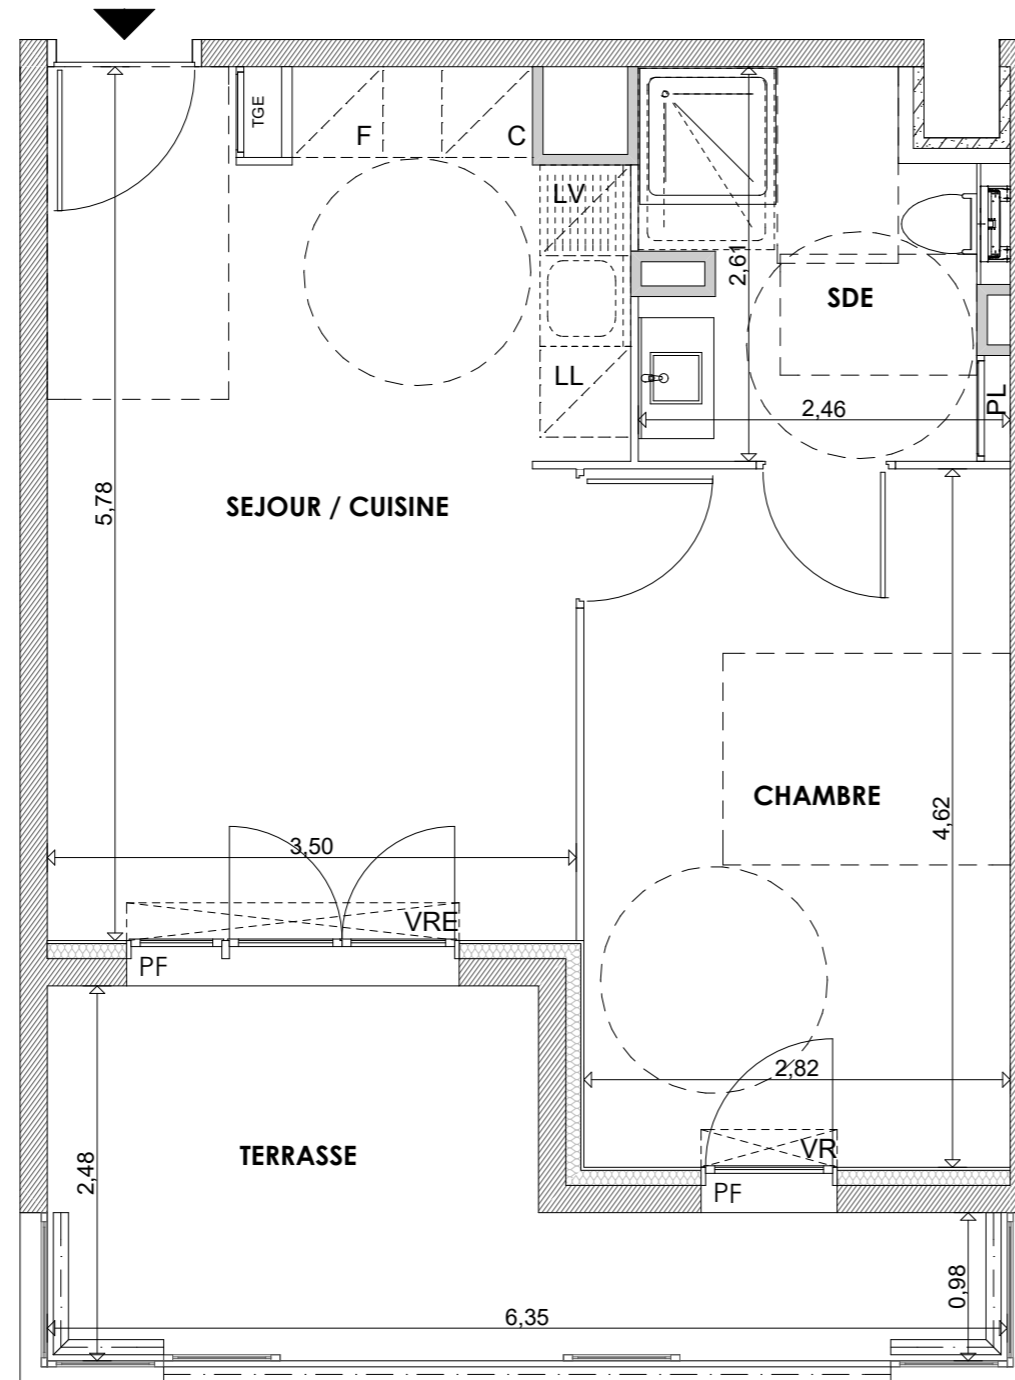 TGE
F
C
LV
2,61
SDE
LL
2,46
PL
5,78
SEJOUR / CUISINE
CHAMBRE
4,62
3,50
VRE
PF
2,82
TERRASSE
2,48
VR
PF
0,98
6,35